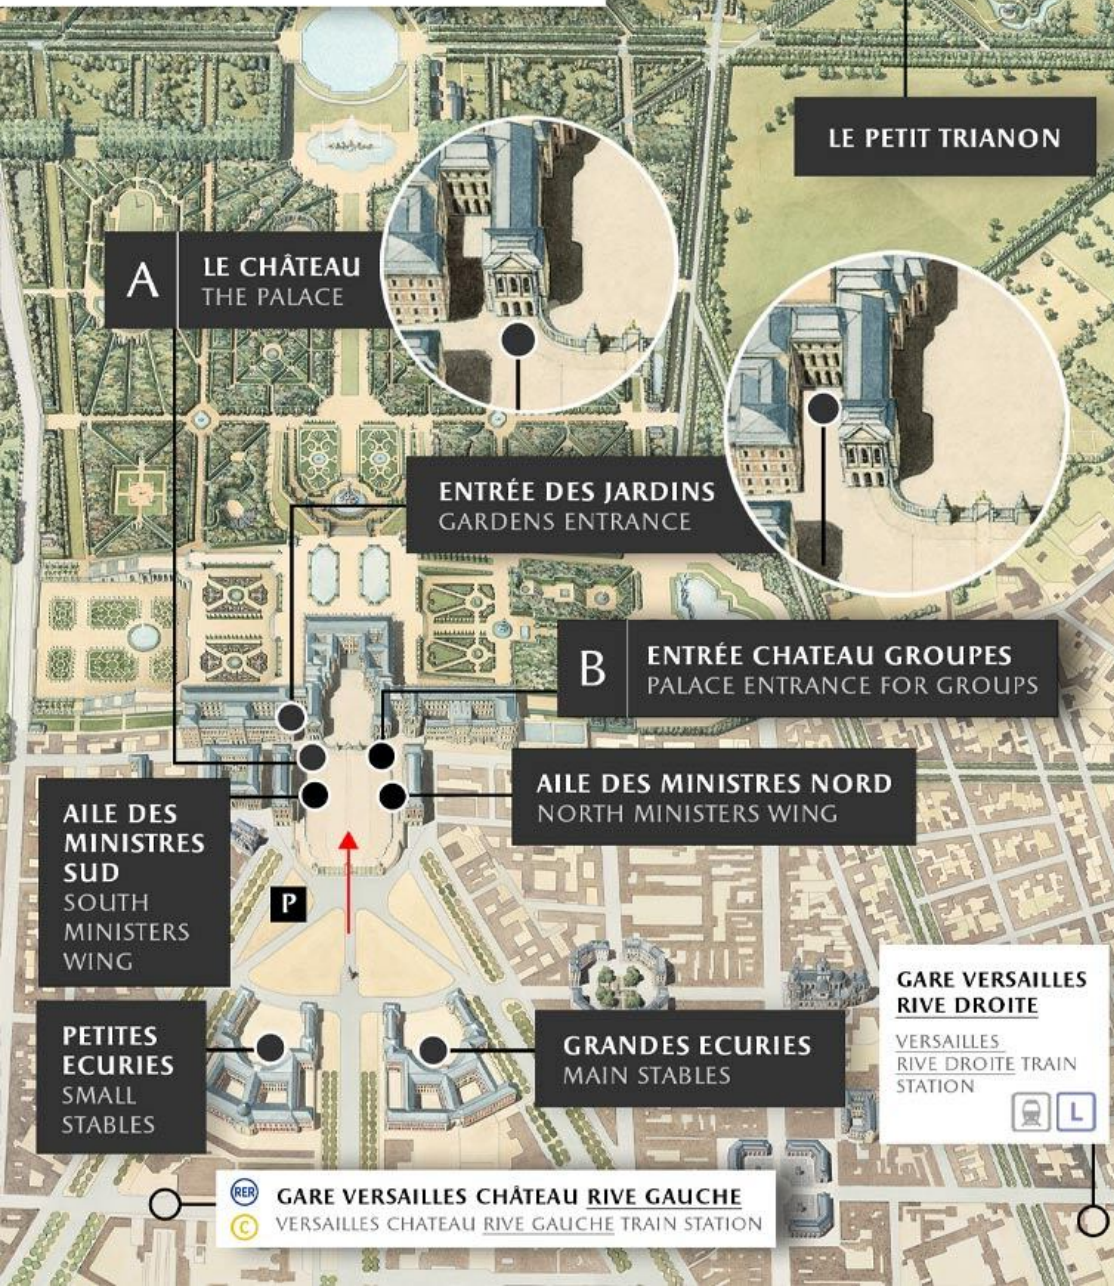 LE PETIT TRIANON
A
LE CHÂTEAU
THE PALACE
ENTRÉE DES JARDINS
GARDENS ENTRANCE
B
ENTRÉE CHATEAU GROUPES
PALACE ENTRANCE FOR GROUPS
AILE DES MINISTRES NORD
NORTH MINISTERS WING
AILE DES
MINISTRES
SUD
SOUTH
MINISTERS
WING
P
GARE VERSAILLES
RIVE DROITE
VERSAILLES
RIVE DROITE TRAIN
STATION
L
PETITES
ECURIES
SMALL
STABLES
GRANDES ECURIES
MAIN STABLES
RER
GARE VERSAILLES CHÂTEAU RIVE GAUCHE
C
VERSAILLES CHATEAU RIVE GAUCHE TRAIN STATION